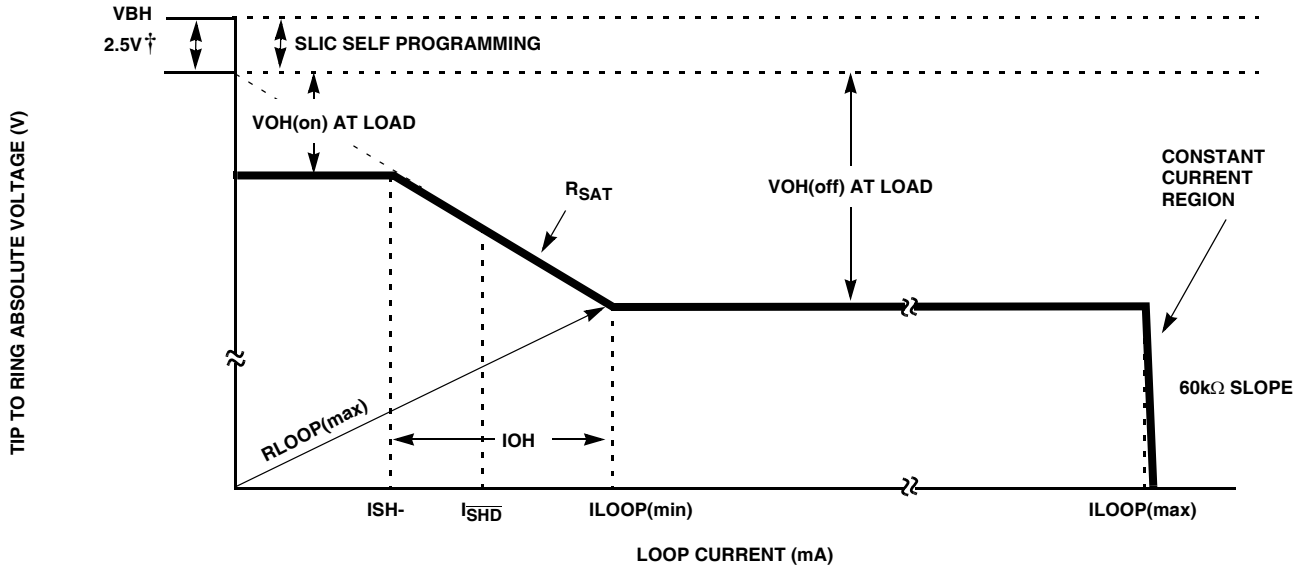 VBH
2.5V †
SLIC SELF PROGRAMMING
VOH(on) AT LOAD
VOH(off) AT LOAD
RSAT
CONSTANT
CURRENT
REGION
60kΩ SLOPE
RLOOP(max)
IOH
ISH-
ISHD
ILOOP(min)
ILOOP(max)
LOOP CURRENT (mA)
TIP TO RING ABSOLUTE VOLTAGE (V)